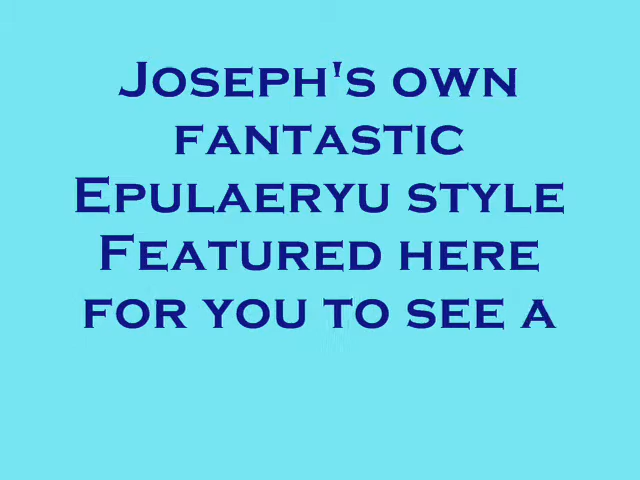 Joseph's own
fantastic
Epulaeryu style
Featured here
for you to see a